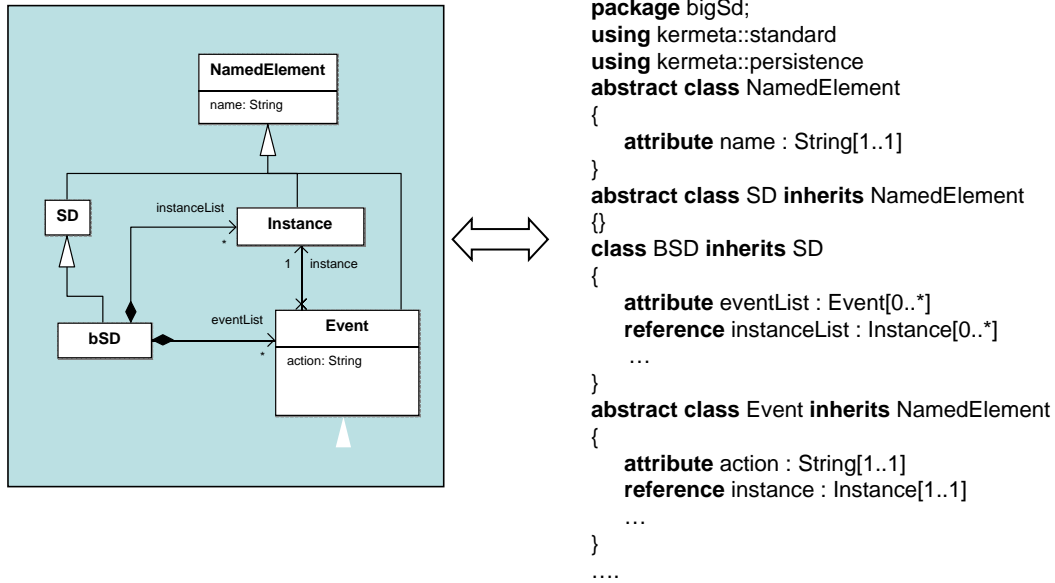 NamedElement
name: String
SD
instanceList
*
Instance
1 instance
bSD
eventList
*
Event
action: String
package bigSd;
using kermeta::standard
using kermeta::persistence
abstract class NamedElement
{
attribute name : String[1..1]
}
abstract class SD inherits NamedElement
{}
class BSD inherits SD
{
attribute eventList : Event[0..*]
reference instanceList : Instance[0..*]
…
}
abstract class Event inherits NamedElement
{
attribute action : String[1..1]
reference instance : Instance[1..1]
…
}
….